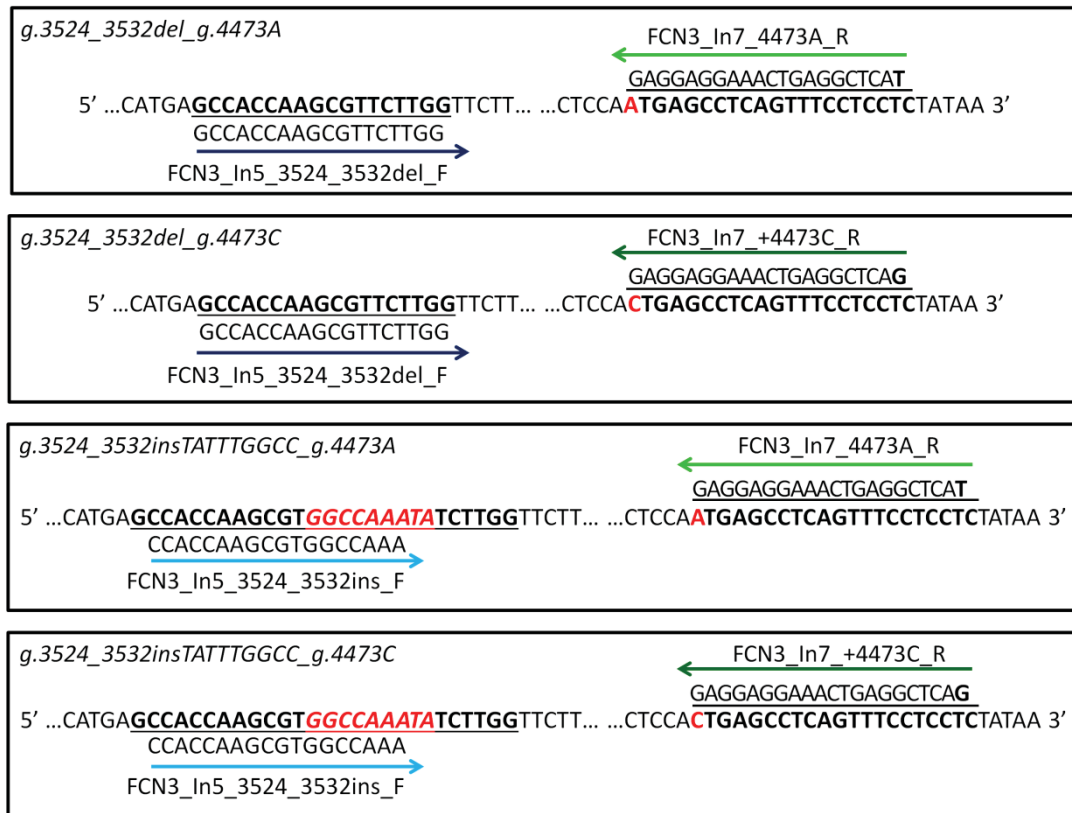 g.3524_3532del_g.4473A
FCN3_In7_4473A_R
GAGGAGGAAACTGAGGCTCAT
5’ ...CATGAGCCACCAAGCGTTCTTGGTTCTT... ...CTCCAATGAGCCTCAGTTTCCTCCTCTATAA 3’
GCCACCAAGCGTTCTTGG
FCN3_In5_3524_3532del_F
g.3524_3532del_g.4473C
FCN3_In7_+4473C_R
GAGGAGGAAACTGAGGCTCAG
5’ ...CATGAGCCACCAAGCGTTCTTGGTTCTT... ...CTCCACTGAGCCTCAGTTTCCTCCTCTATAA 3’
GCCACCAAGCGTTCTTGG
FCN3_In5_3524_3532del_F
g.3524_3532insTATTTGGCC_g.4473A
FCN3_In7_4473A_R
GAGGAGGAAACTGAGGCTCAT
5’ ...CATGAGCCACCAAGCGTGGCCAAATATCTTGGTTCTT... ...CTCCAATGAGCCTCAGTTTCCTCCTCTATAA 3’
CCACCAAGCGTGGCCAAA
FCN3_In5_3524_3532ins_F
g.3524_3532insTATTTGGCC_g.4473C
FCN3_In7_+4473C_R
GAGGAGGAAACTGAGGCTCAG
5’ ...CATGAGCCACCAAGCGTGGCCAAATATCTTGGTTCTT... ...CTCCACTGAGCCTCAGTTTCCTCCTCTATAA 3’
CCACCAAGCGTGGCCAAA
FCN3_In5_3524_3532ins_F